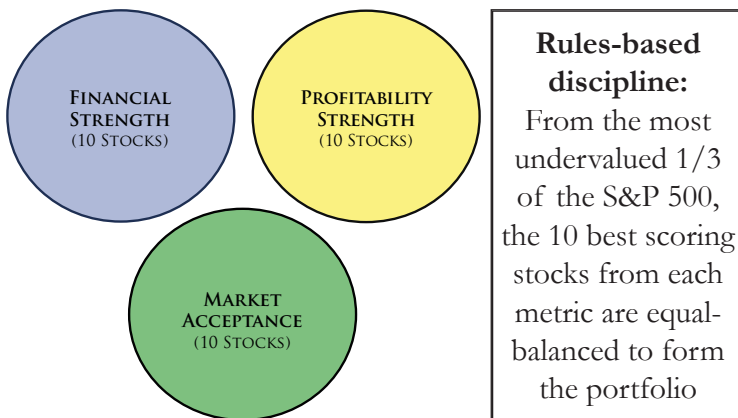 FINANCIAL
STRENGTH
(10 STOCKS)
PROFITABILITY
STRENGTH
(10 STOCKS)
MARKET
ACCEPTANCE
(10 STOCKS)
Rules-based
discipline:
From the most
undervalued 1/3
of the S&P 500,
the 10 best scoring
stocks from each
metric are equal-
balanced to form
the portfolio